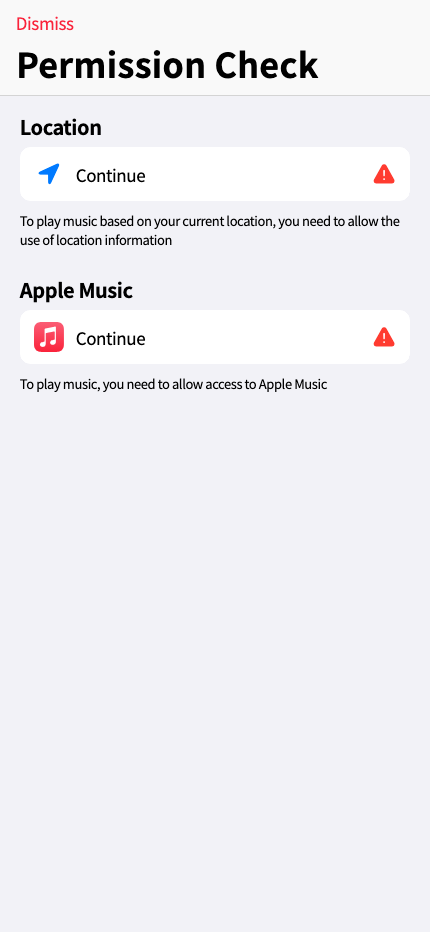 Dismiss
Permission Check
Location
Continue
To play music based on your current location, you need to allow the
use of location information
Apple Music
Continue
To play music, you need to allow access to Apple Music